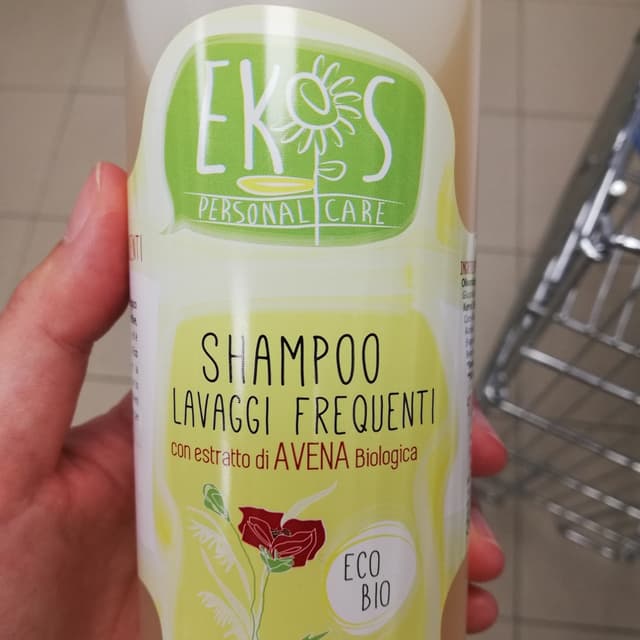 EKOS
PERSONAL CARE
SHAMPOO
LAVAGGI FREQUENTI
con estratto di AVENA Biologica
ECO
BIO